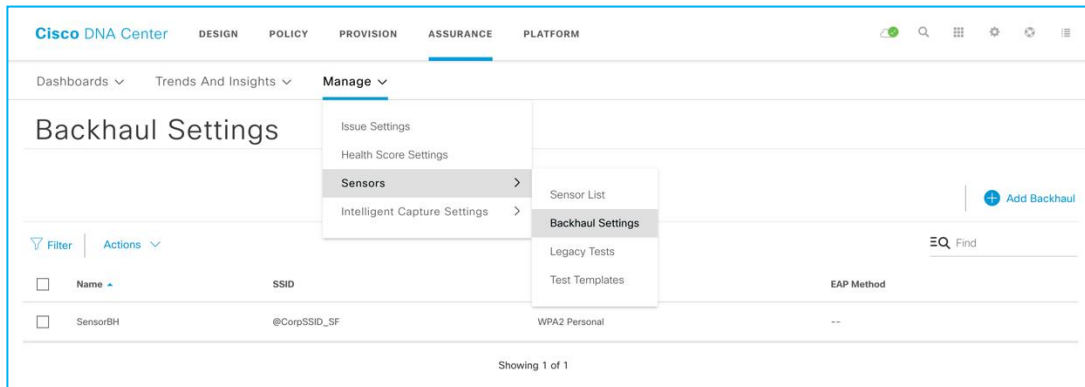 Cisco DNA Center DESIGN POLICY PROVISION ASSURANCE PLATFORM
Dashboards Trends And Insights Manage
Backhaul Settings
Issue Settings
Health Score Settings
Sensors
Intelligent Capture Settings
Sensor List
Backhaul Settings
Legacy Tests
Test Templates
Add Backhaul
Filter Actions Find
Name SSID EAP Method
SensorBH @CorpSSID_SF WPA2 Personal --
Showing 1 of 1